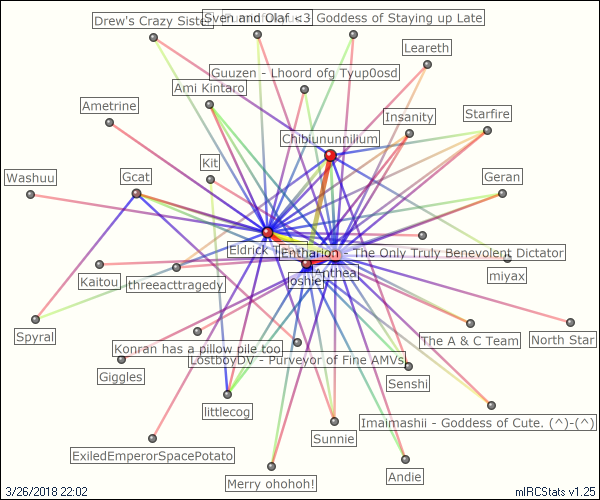 Drew's Crazy Sister
Sven and Olaf <3
Goddess of Staying up Late
Leareth
Guuzen - Lhoord ofg Tyup0osd
Ami Kintaro
Ametrine
Insanity
Starfire
Chibiununnilium
Kit
Washuu
Gcat
Geran
Eldrick
Entharion - The Only Truly Benevolent Dictator
Anthea
Kaitou
threeacttragedy
miyax
Spyral
The A & C Team
North Star
Konran has a pillow pile too
LostboyDV - Purveyor of Fine AMVs
Giggles
Senshi
littlecog
Imaimashii - Goddess of Cute. (^)-(^)
Sunnie
ExiledEmperorSpacePotato
Merry ohohoh!
Andie
3/26/2018 22:02
mIRCStats v1.25